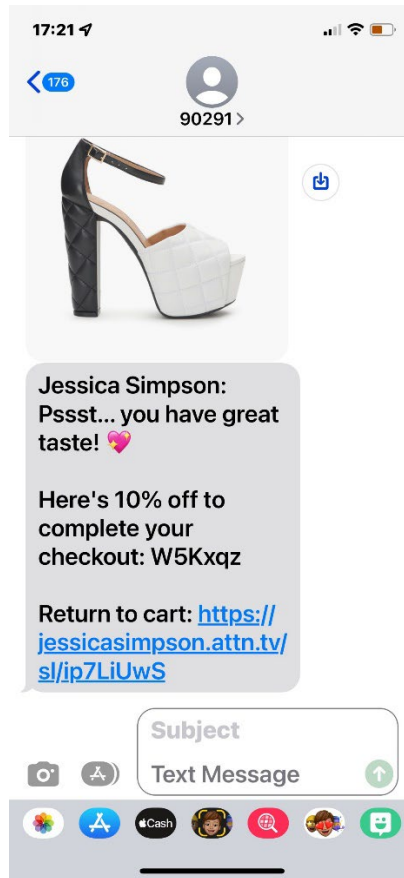 17:21
176
90291 >
Jessica Simpson:
Pssst... you have great
taste! 💖
Here's 10% off to
complete your
checkout: W5Kxqz
Return to cart: https://
jessicasimpson.attn.tv/
sl/ip7LiUwS
Subject
Text Message
Cash